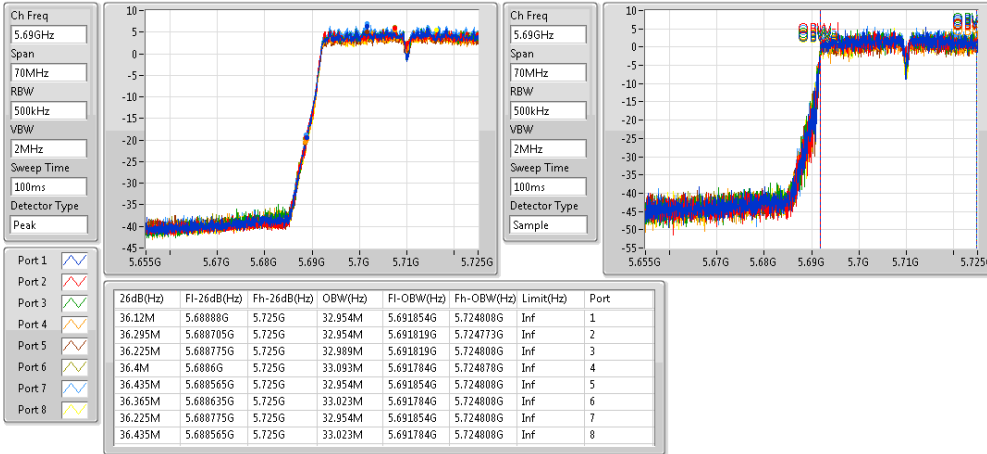 Ch Freq
5.69GHz
Span
70MHz
RBW
500kHz
VBW
2MHz
Sweep Time
100ms
Detector Type
Peak
10
5
0
-5
-10
-15
-20
-25
-30
-35
-40
-45
5.655G 5.66G 5.67G 5.68G 5.69G 5.7G 5.71G 5.725G
Ch Freq
5.69GHz
Span
70MHz
RBW
500kHz
VBW
2MHz
Sweep Time
100ms
Detector Type
Sample
10
5
0
-5
-10
-15
-20
-25
-30
-35
-40
-45
-50
-55
5.655G 5.66G 5.67G 5.68G 5.69G 5.7G 5.71G 5.725G
Port 1
Port 2
Port 3
Port 4
Port 5
Port 6
Port 7
Port 8
26dB(Hz) Fl-26dB(Hz) Fh-26dB(Hz) OBW(Hz) Fl-OBW(Hz) Fh-OBW(Hz) Limit(Hz) Port
36.12M 5.68888G 5.725G 32.954M 5.691854G 5.724808G Inf 1
36.295M 5.688705G 5.725G 32.954M 5.691819G 5.724773G Inf 2
36.225M 5.688775G 5.725G 32.989M 5.691819G 5.724808G Inf 3
36.4M 5.6886G 5.725G 33.093M 5.691784G 5.724878G Inf 4
36.435M 5.688565G 5.725G 32.954M 5.691854G 5.724808G Inf 5
36.365M 5.688635G 5.725G 33.023M 5.691784G 5.724808G Inf 6
36.225M 5.688775G 5.725G 32.954M 5.691854G 5.724808G Inf 7
36.435M 5.688565G 5.725G 33.023M 5.691784G 5.724808G Inf 8